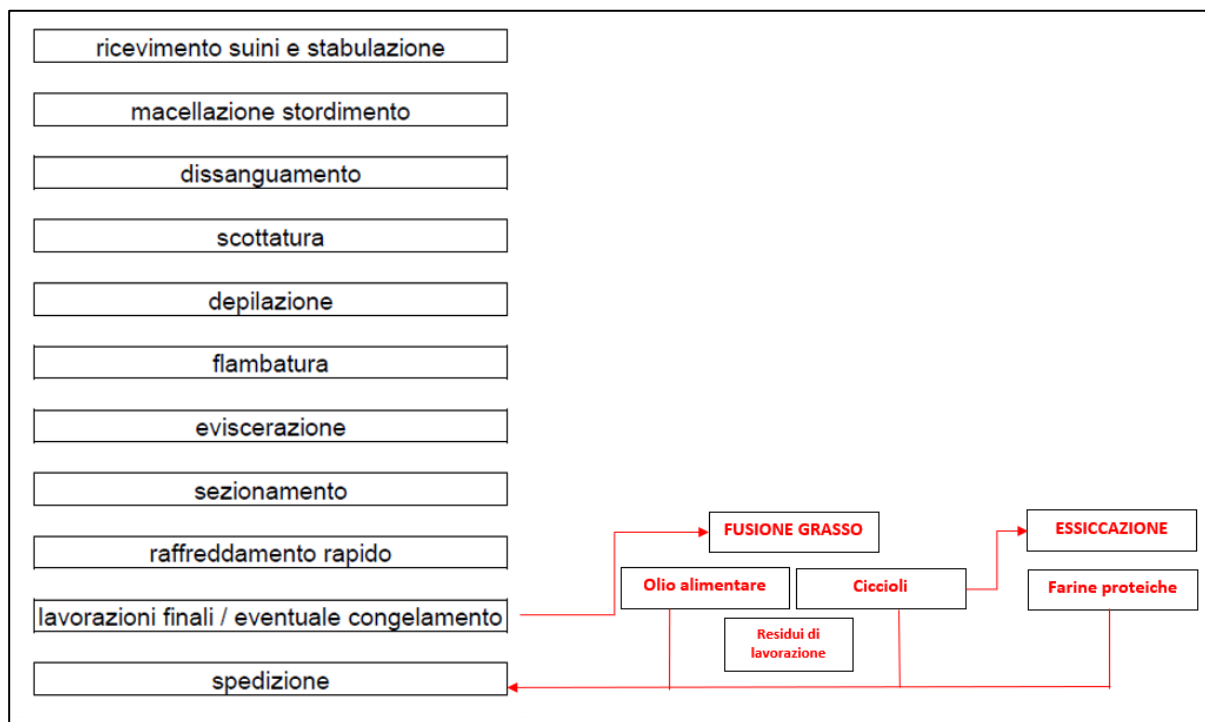 ricevimento suini e stabulazione
macellazione stordimento
dissanguamento
scottatura
depilazione
flambatura
eviscerazione
sezionamento
raffreddamento rapido
lavorazioni finali / eventuale congelamento
spedizione
FUSIONE GRASSO
ESSICCAZIONE
Olio alimentare
Ciccioli
Farine proteiche
Residui di
lavorazione